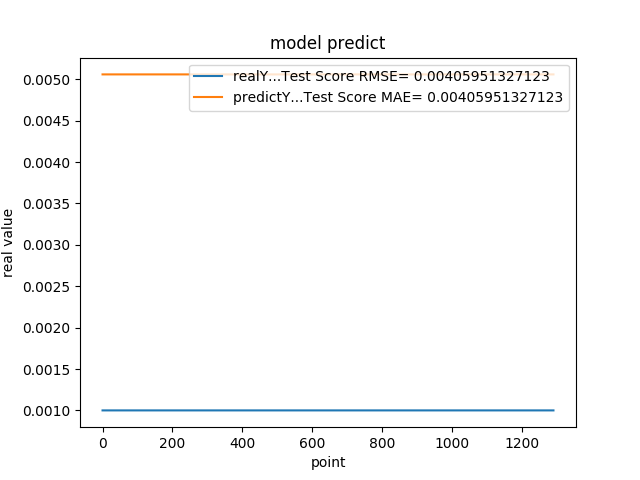 model predict
realY...Test Score RMSE= 0.00405951327123
predictY...Test Score MAE= 0.00405951327123
real value
0.0050
0.0045
0.0040
0.0035
0.0030
0.0025
0.0020
0.0015
0.0010
0 200 400 600 800 1000 1200
point